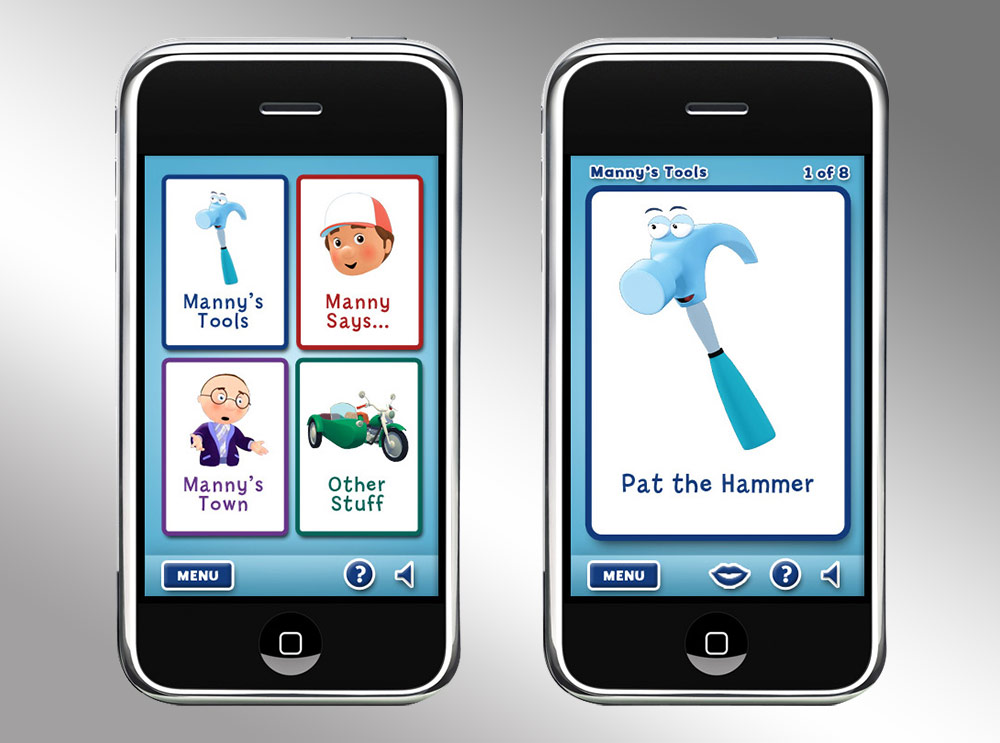 Manny's
Tools
Manny
Says...
Manny's
Town
Other
Stuff
MENU
?
Manny's Tools
1 of 8
Pat the Hammer
MENU
?